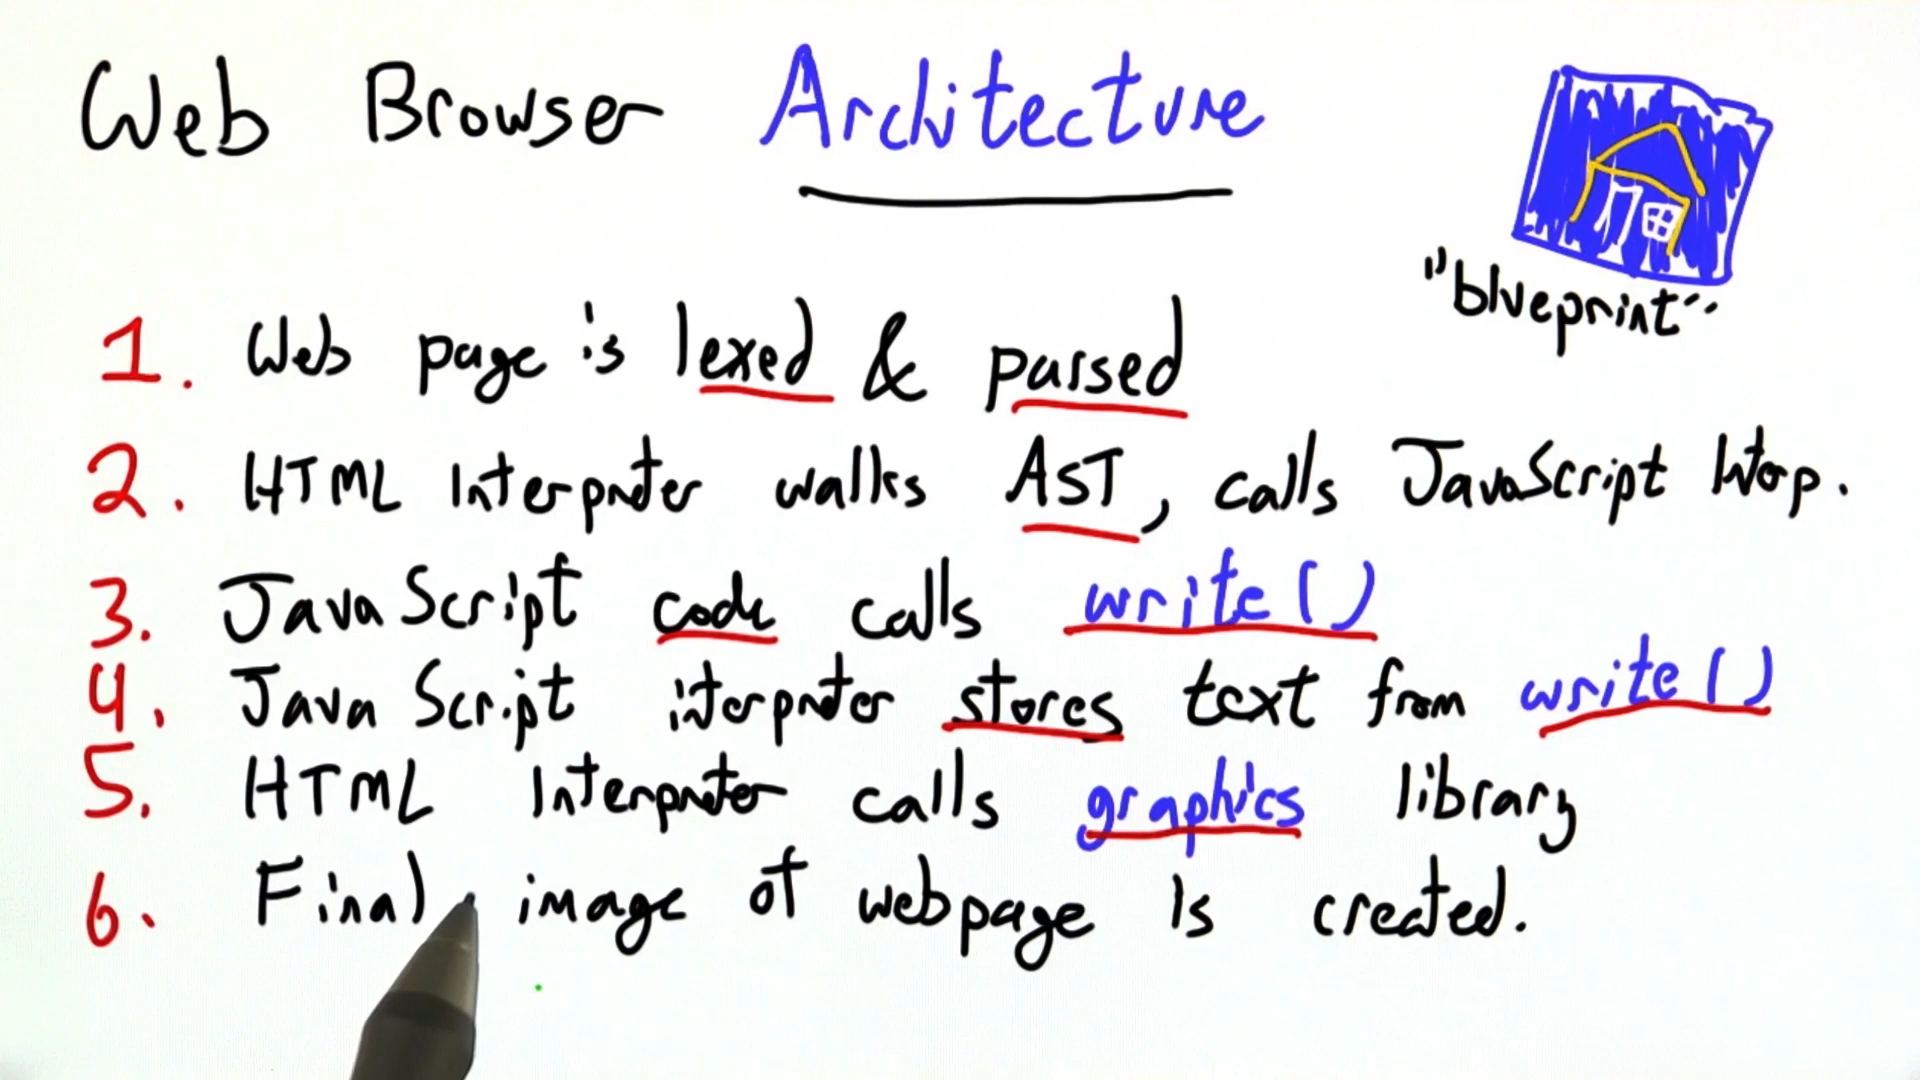 Web Browser Architecture
"blueprint"
1. Web page is lexed & parsed
2. HTML Interpreter walks AST, calls JavaScript Interp.
3. JavaScript code calls write()
4. JavaScript interpreter stores text from write()
5. HTML Interpreter calls graphics library
6. Final image of webpage is created.